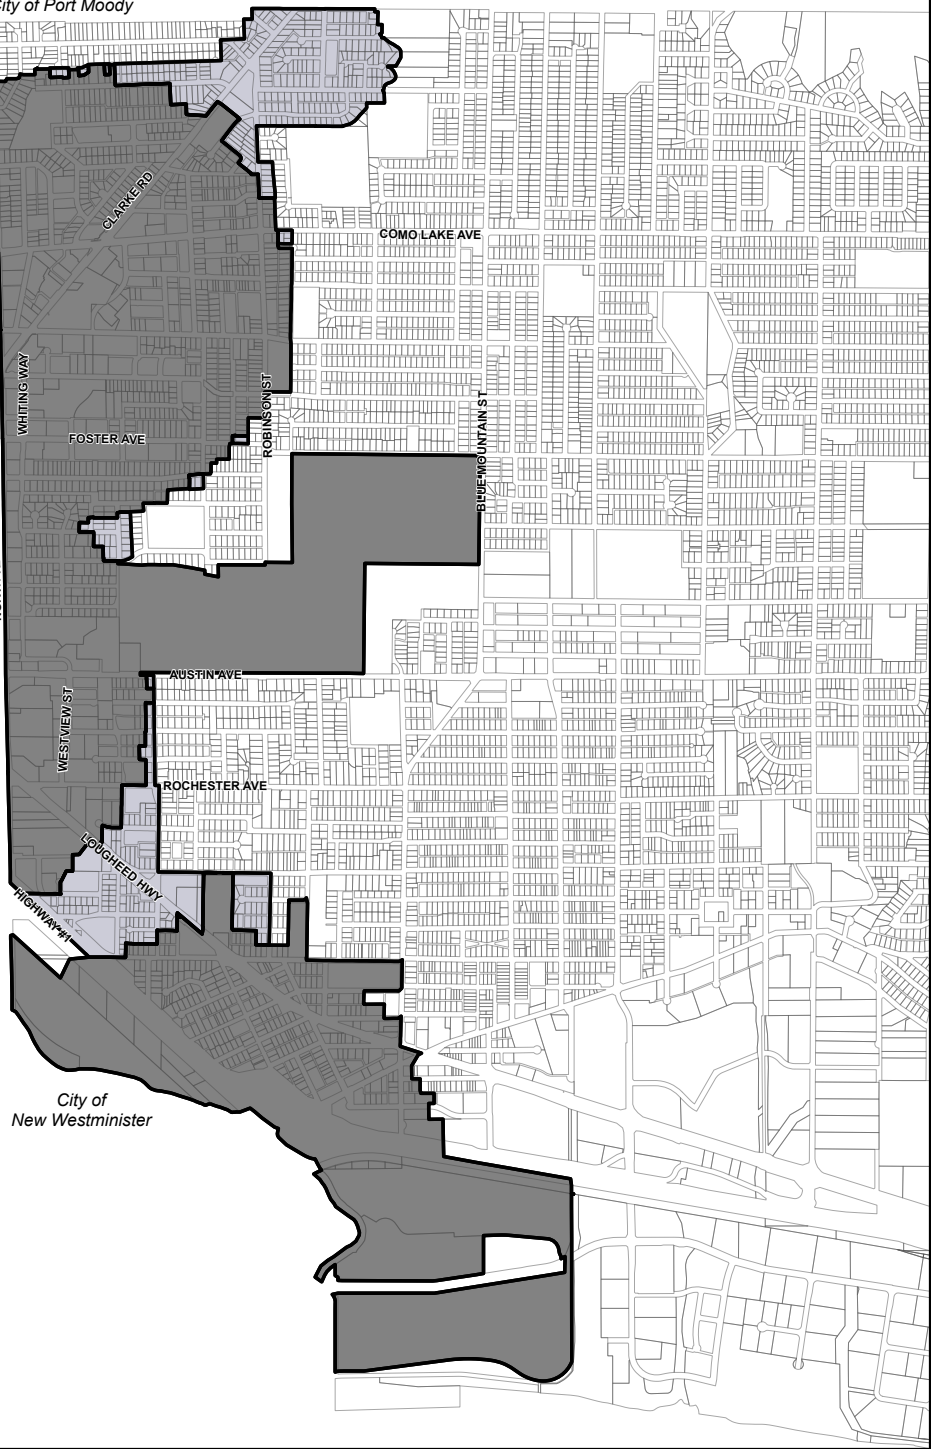 ity of Port Moody
CLARKE RD
COMO LAKE AVE
WHITING WAY
ROBINSON ST
BLUE MOUNTAIN ST
FOSTER AVE
AUSTIN AVE
WESTVIEW ST
ROCHESTER AVE
LOUGHEED HWY
HIGHWAY #1
City of
New Westminister